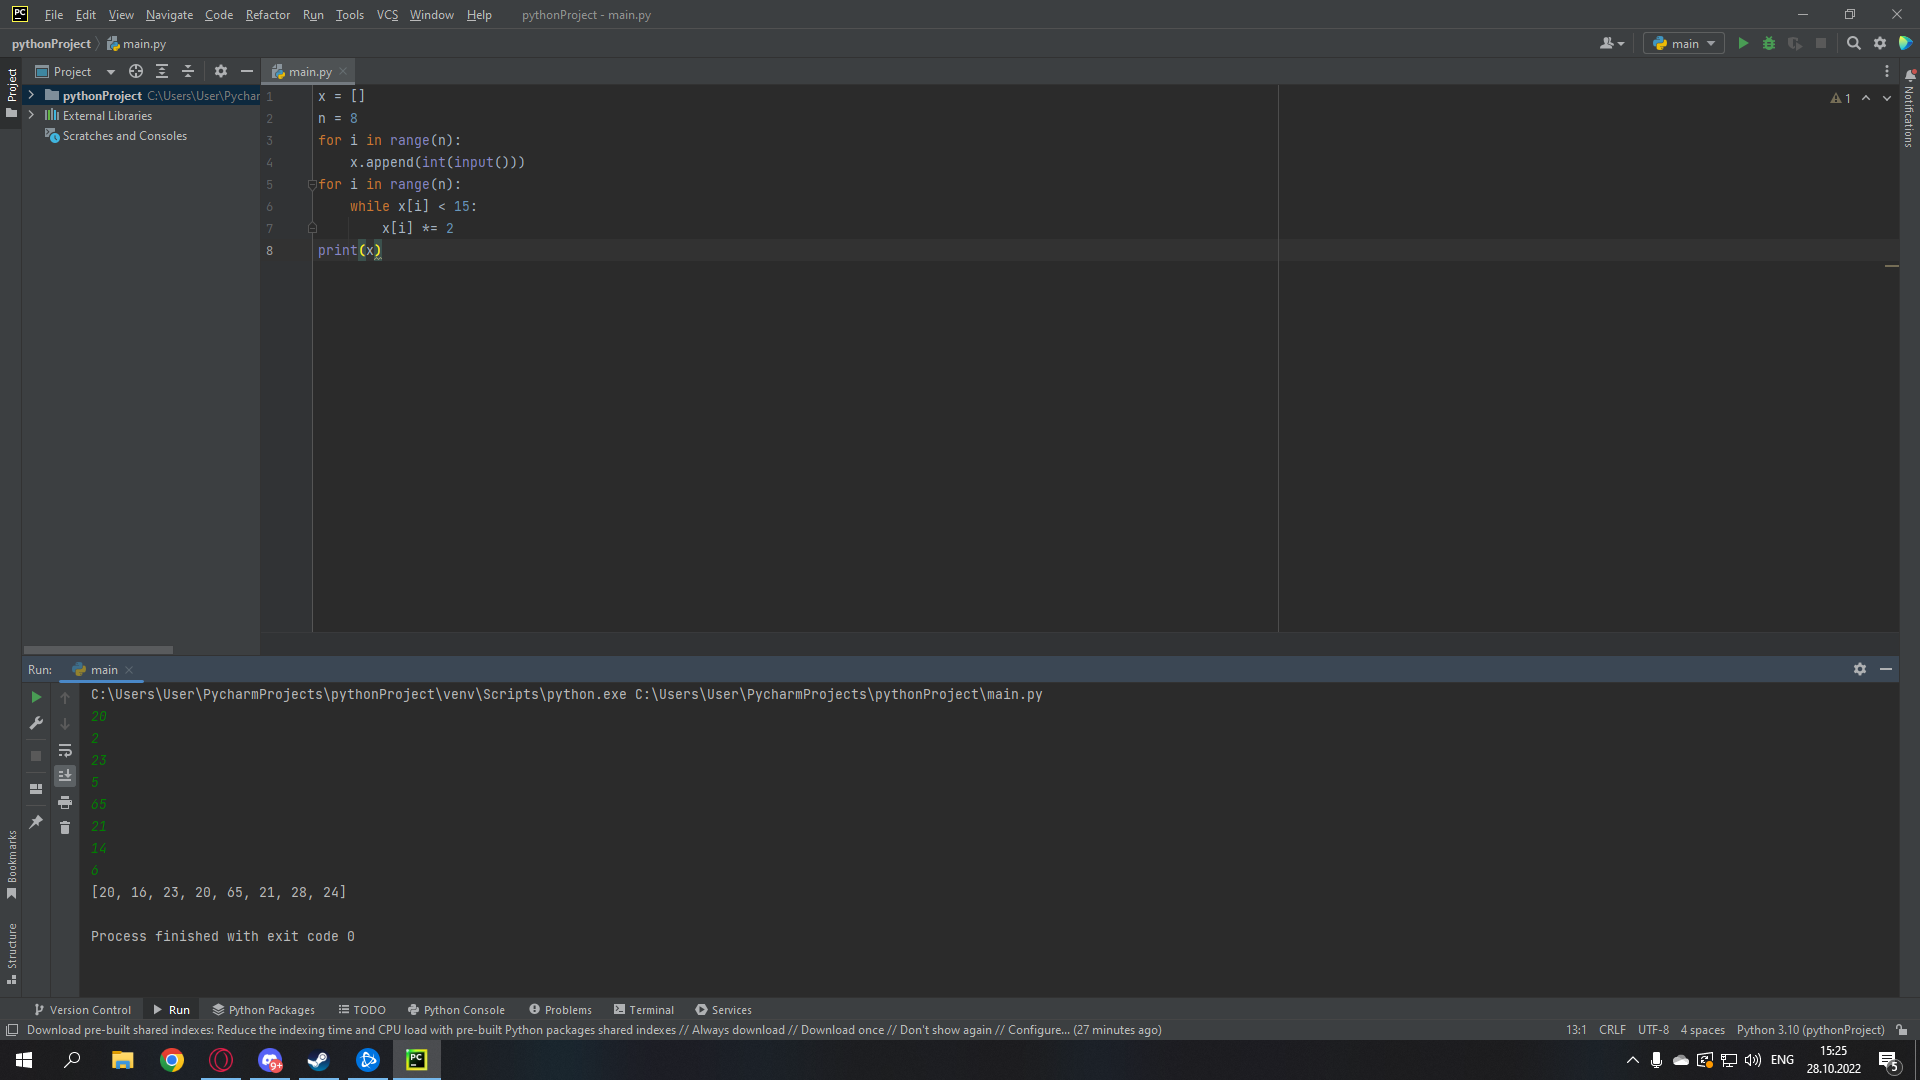 PC File Edit View Navigate Code Refactor Run Tools VCS Window Help pythonProject - main.py
pythonProject main.py main
Project main.py
pythonProject C:\Users\User\Pychar
External Libraries
Scratches and Consoles
Project
Bookmarks
Structure
1 x = []
2 n = 8
3 for i in range(n):
4 x.append(int(input()))
5 for i in range(n):
6 while x[i] < 15:
7 x[i] *= 2
8 print(x)
1
Notifications
Run: main
C:\Users\User\PycharmProjects\pythonProject\venv\Scripts\python.exe C:\Users\User\PycharmProjects\pythonProject\main.py
20
2
23
5
65
21
14
6
[20, 16, 23, 20, 65, 21, 28, 24]
Process finished with exit code 0
Version Control Run Python Packages TODO Python Console Problems Terminal Services
Download pre-built shared indexes: Reduce the indexing time and CPU load with pre-built Python packages shared indexes // Always download // Download once // Don't show again // Configure... (27 minutes ago) 13:1 CRLF UTF-8 4 spaces Python 3.10 (pythonProject)
9+ PC ENG 15:25
28.10.2022 5